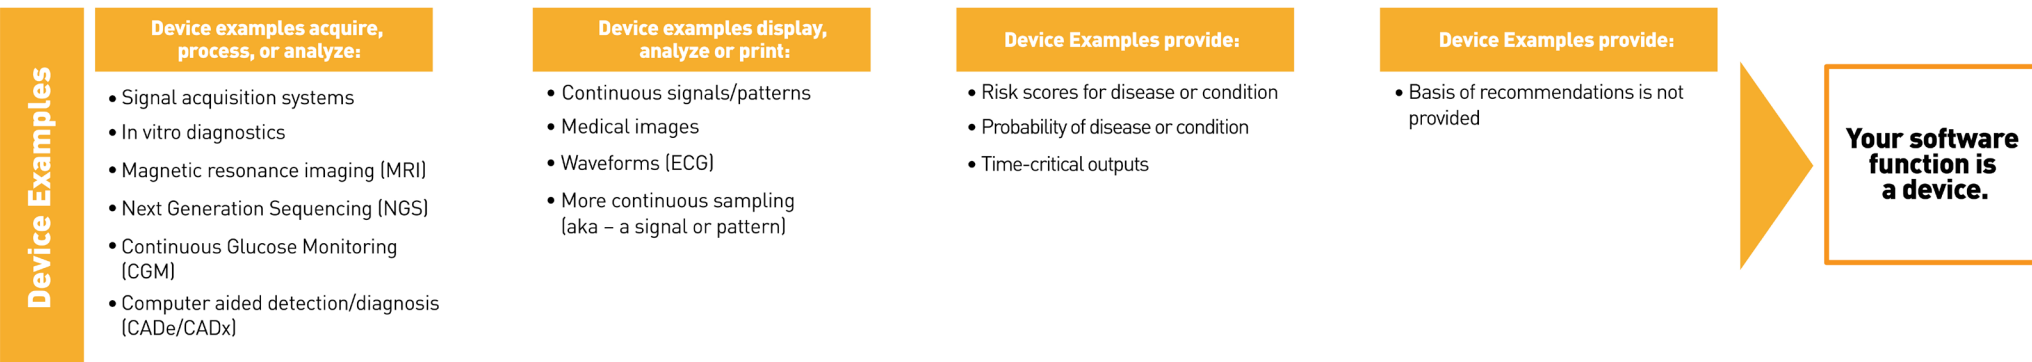 Device Examples
Device examples acquire,
process, or analyze:
• Signal acquisition systems
• In vitro diagnostics
• Magnetic resonance imaging (MRI)
• Next Generation Sequencing (NGS)
• Continuous Glucose Monitoring
(CGM)
• Computer aided detection/diagnosis
(CADe/CADx)
Device examples display,
analyze or print:
• Continuous signals/patterns
• Medical images
• Waveforms (ECG)
• More continuous sampling
(aka – a signal or pattern)
Device Examples provide:
• Risk scores for disease or condition
• Probability of disease or condition
• Time-critical outputs
Device Examples provide:
• Basis of recommendations is not
provided
Your software
function is
a device.